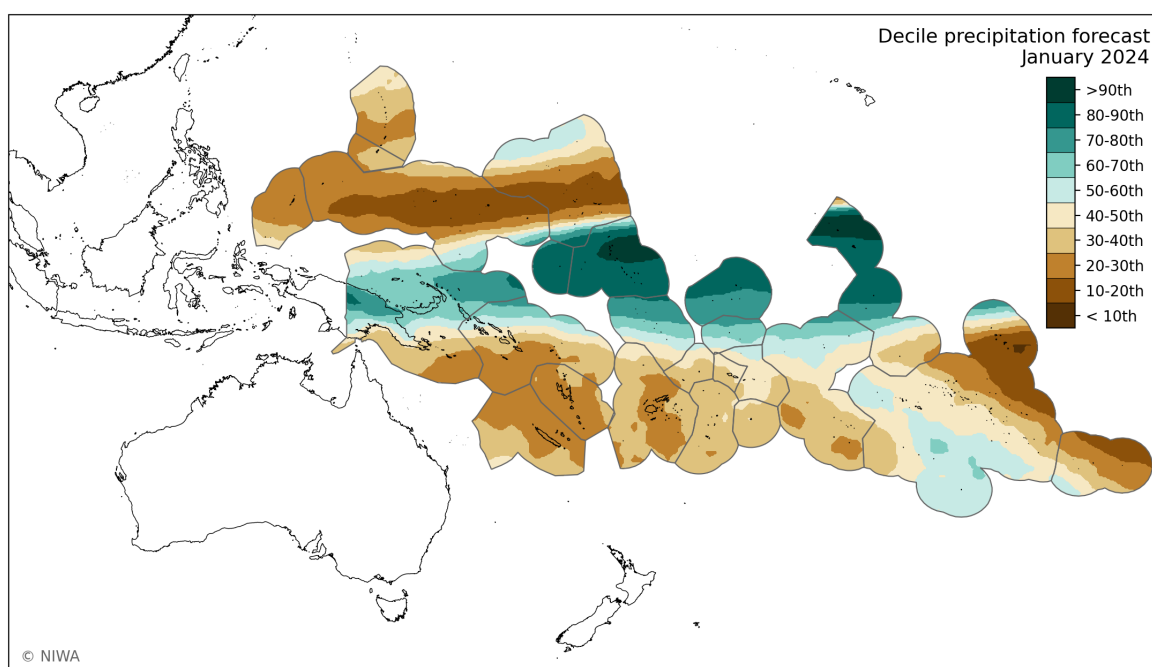 Decile precipitation forecast
January 2024
>90th
80-90th
70-80th
60-70th
50-60th
40-50th
30-40th
20-30th
10-20th
< 10th
© NIWA